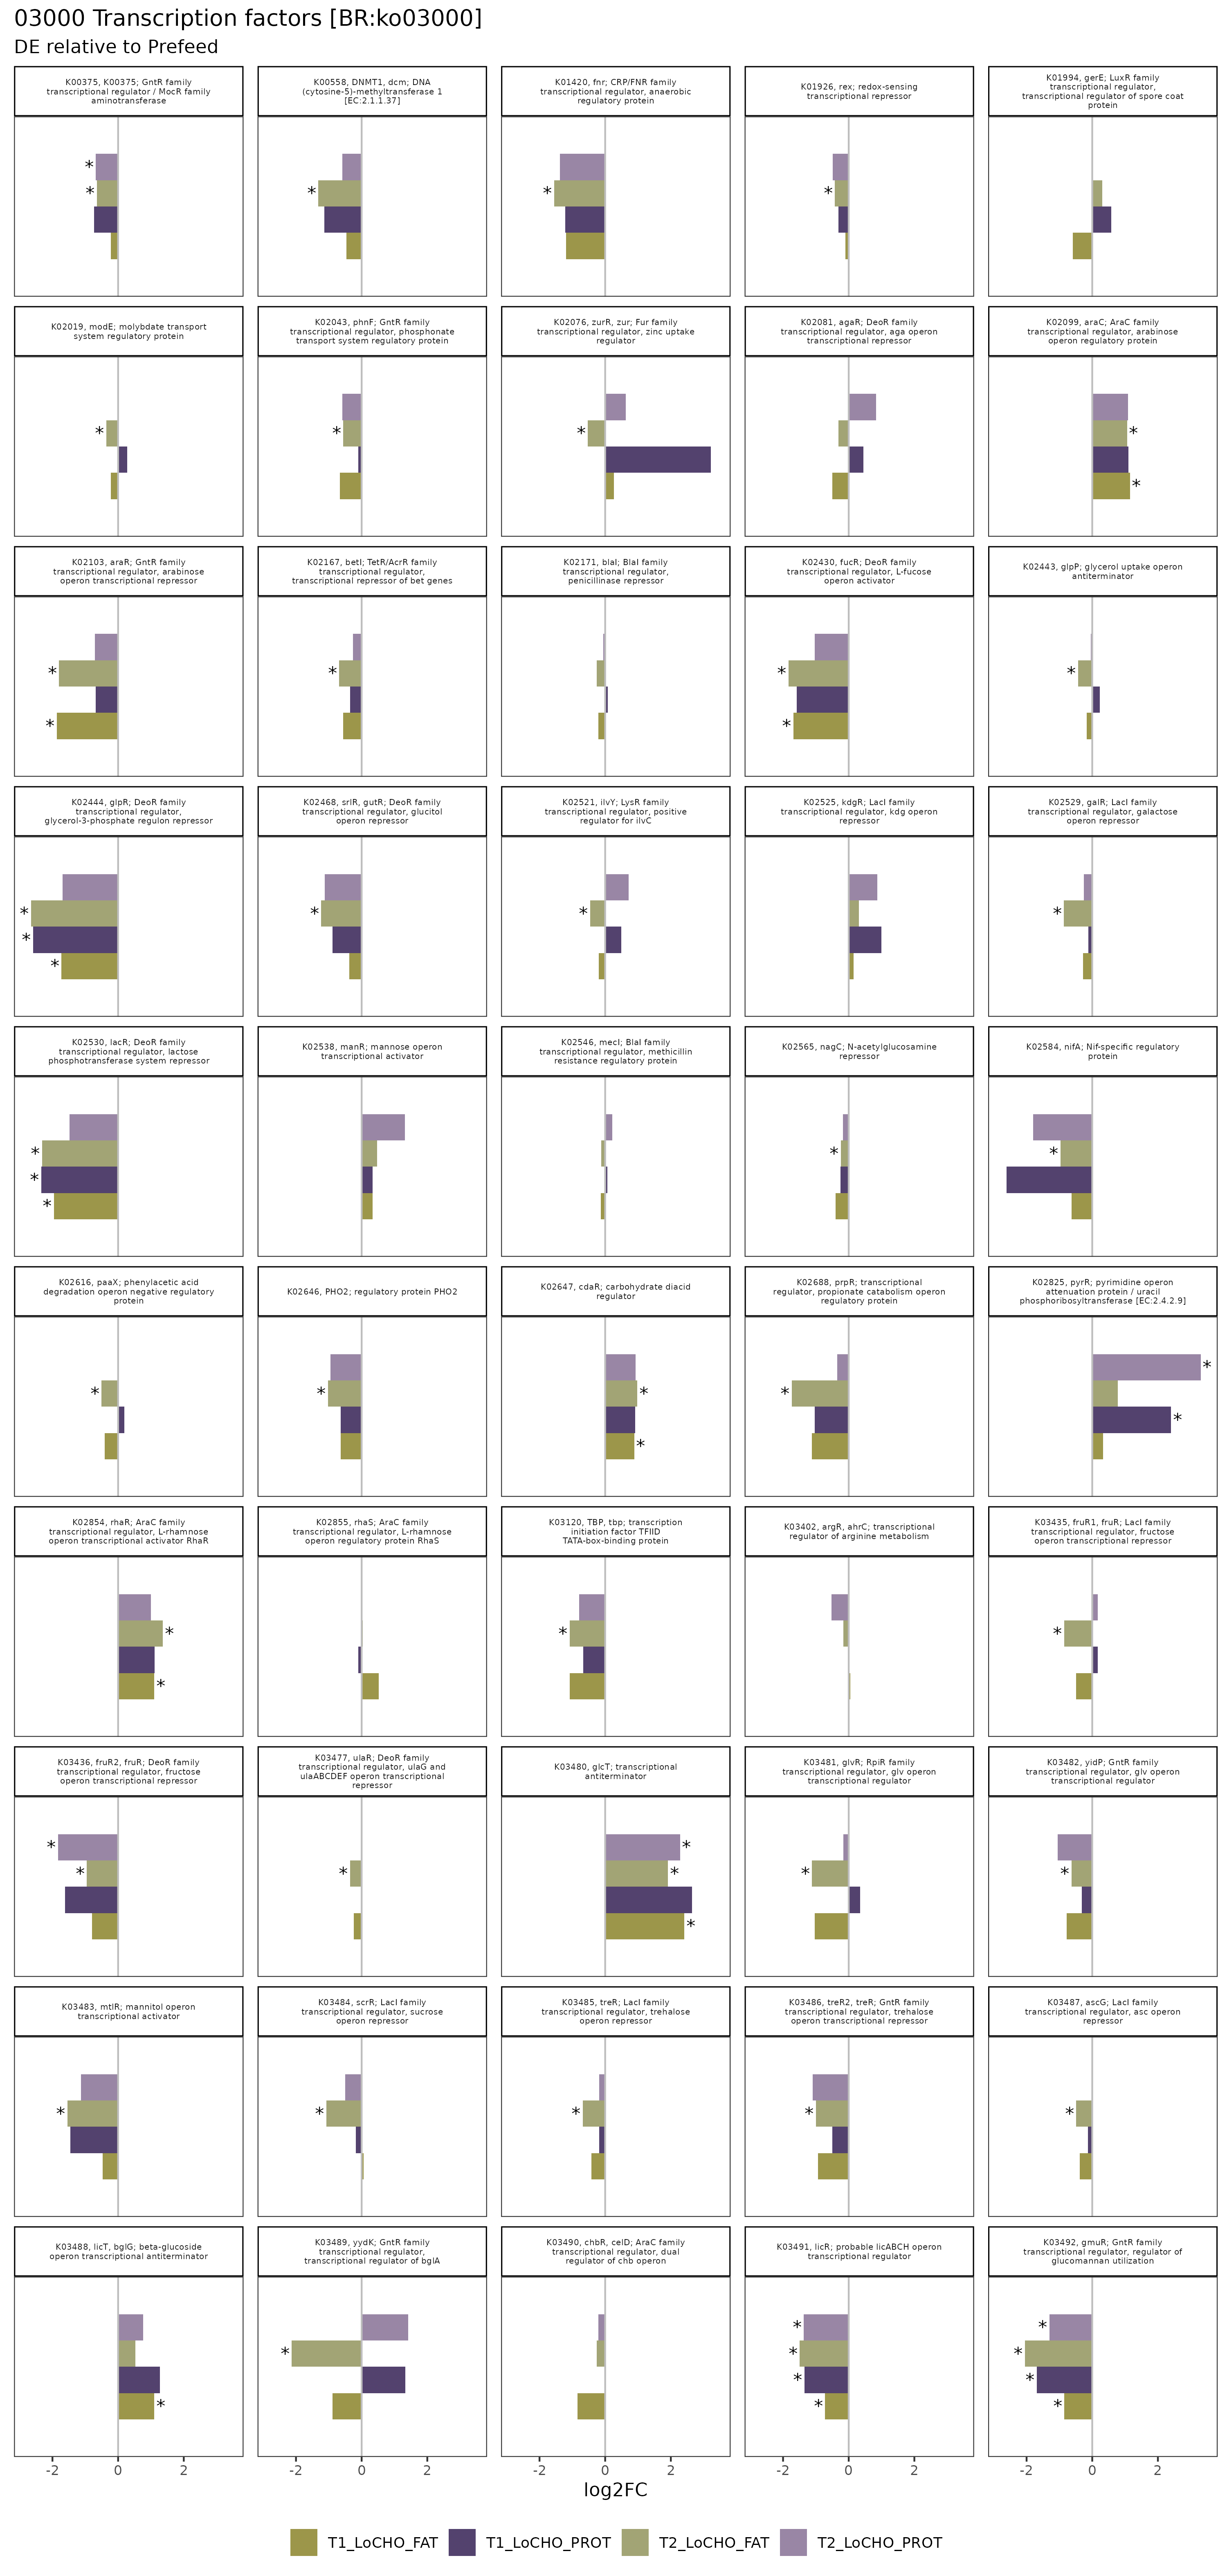 03000 Transcription factors [BR:ko03000]
DE relative to Prefeed
K00375, K00375; GntR family
transcriptional regulator / MocR family
aminotransferase
K00558, DNMT1, dcm; DNA
(cytosine-5)-methyltransferase 1
[EC:2.1.1.37]
K01420, fnr; CRP/FNR family
transcriptional regulator, anaerobic
regulatory protein
K01926, rex; redox-sensing
transcriptional repressor
K01994, gerE; LuxR family
transcriptional regulator,
transcriptional regulator of spore coat
protein
*
*
*
*
*
K02019, modE; molybdate transport
system regulatory protein
K02043, phnF; GntR family
transcriptional regulator, phosphonate
transport system regulatory protein
K02076, zurR, zur; Fur family
transcriptional regulator, zinc uptake
regulator
K02081, agaR; DeoR family
transcriptional regulator, aga operon
transcriptional repressor
K02099, araC; AraC family
transcriptional regulator, arabinose
operon regulatory protein
*
*
*
*
*
K02103, araR; GntR family
transcriptional regulator, arabinose
operon transcriptional repressor
K02167, betI; TetR/AcrR family
transcriptional regulator,
transcriptional repressor of bet genes
K02171, blaI; BlaI family
transcriptional regulator,
penicillinase repressor
K02430, fucR; DeoR family
transcriptional regulator, L-fucose
operon activator
K02443, glpP; glycerol uptake operon
antiterminator
*
*
*
*
*
*
K02444, glpR; DeoR family
transcriptional regulator,
glycerol-3-phosphate regulon repressor
K02468, srlR, gutR; DeoR family
transcriptional regulator, glucitol
operon repressor
K02521, ilvY; LysR family
transcriptional regulator, positive
regulator for ilvC
K02525, kdgR; LacI family
transcriptional regulator, kdg operon
repressor
K02529, galR; LacI family
transcriptional regulator, galactose
operon repressor
*
*
*
*
*
*
K02530, lacR; DeoR family
transcriptional regulator, lactose
phosphotransferase system repressor
K02538, manR; mannose operon
transcriptional activator
K02546, mecI; BlaI family
transcriptional regulator, methicillin
resistance regulatory protein
K02565, nagC; N-acetylglucosamine
repressor
K02584, nifA; Nif-specific regulatory
protein
*
*
*
*
*
K02616, paaX; phenylacetic acid
degradation operon negative regulatory
protein
K02646, PHO2; regulatory protein PHO2
K02647, cdaR; carbohydrate diacid
regulator
K02688, prpR; transcriptional
regulator, propionate catabolism operon
regulatory protein
K02825, pyrR; pyrimidine operon
attenuation protein / uracil
phosphoribosyltransferase [EC:2.4.2.9]
*
*
*
*
*
*
*
K02854, rhaR; AraC family
transcriptional regulator, L-rhamnose
operon transcriptional activator RhaR
K02855, rhaS; AraC family
transcriptional regulator, L-rhamnose
operon regulatory protein RhaS
K03120, TBP, tbp; transcription
initiation factor TFIID
TATA-box-binding protein
K03402, argR, ahrC; transcriptional
regulator of arginine metabolism
K03435, fruR1, fruR; LacI family
transcriptional regulator, fructose
operon transcriptional repressor
*
*
*
*
K03436, fruR2, fruR; DeoR family
transcriptional regulator, fructose
operon transcriptional repressor
K03477, ulaR; DeoR family
transcriptional regulator, ulaG and
ulaABCDEF operon transcriptional
repressor
K03480, glcT; transcriptional
antiterminator
K03481, glvR; RpiR family
transcriptional regulator, glv operon
transcriptional regulator
K03482, yidP; GntR family
transcriptional regulator, glv operon
transcriptional regulator
*
*
*
*
*
*
*
*
K03483, mtlR; mannitol operon
transcriptional activator
K03484, scrR; LacI family
transcriptional regulator, sucrose
operon repressor
K03485, treR; LacI family
transcriptional regulator, trehalose
operon repressor
K03486, treR2, treR; GntR family
transcriptional regulator, trehalose
operon transcriptional repressor
K03487, ascG; LacI family
transcriptional regulator, asc operon
repressor
*
*
*
*
*
K03488, licT, bglG; beta-glucoside
operon transcriptional antiterminator
K03489, yydK; GntR family
transcriptional regulator,
transcriptional regulator of bglA
K03490, chbR, celD; AraC family
transcriptional regulator, dual
regulator of chb operon
K03491, licR; probable licABCH operon
transcriptional regulator
K03492, gmuR; GntR family
transcriptional regulator, regulator of
glucomannan utilization
*
*
*
*
*
*
*
*
*
*
-2 0 2 -2 0 2 -2 0 2 -2 0 2 -2 0 2
log2FC
T1_LoCHO_FAT T1_LoCHO_PROT T2_LoCHO_FAT T2_LoCHO_PROT